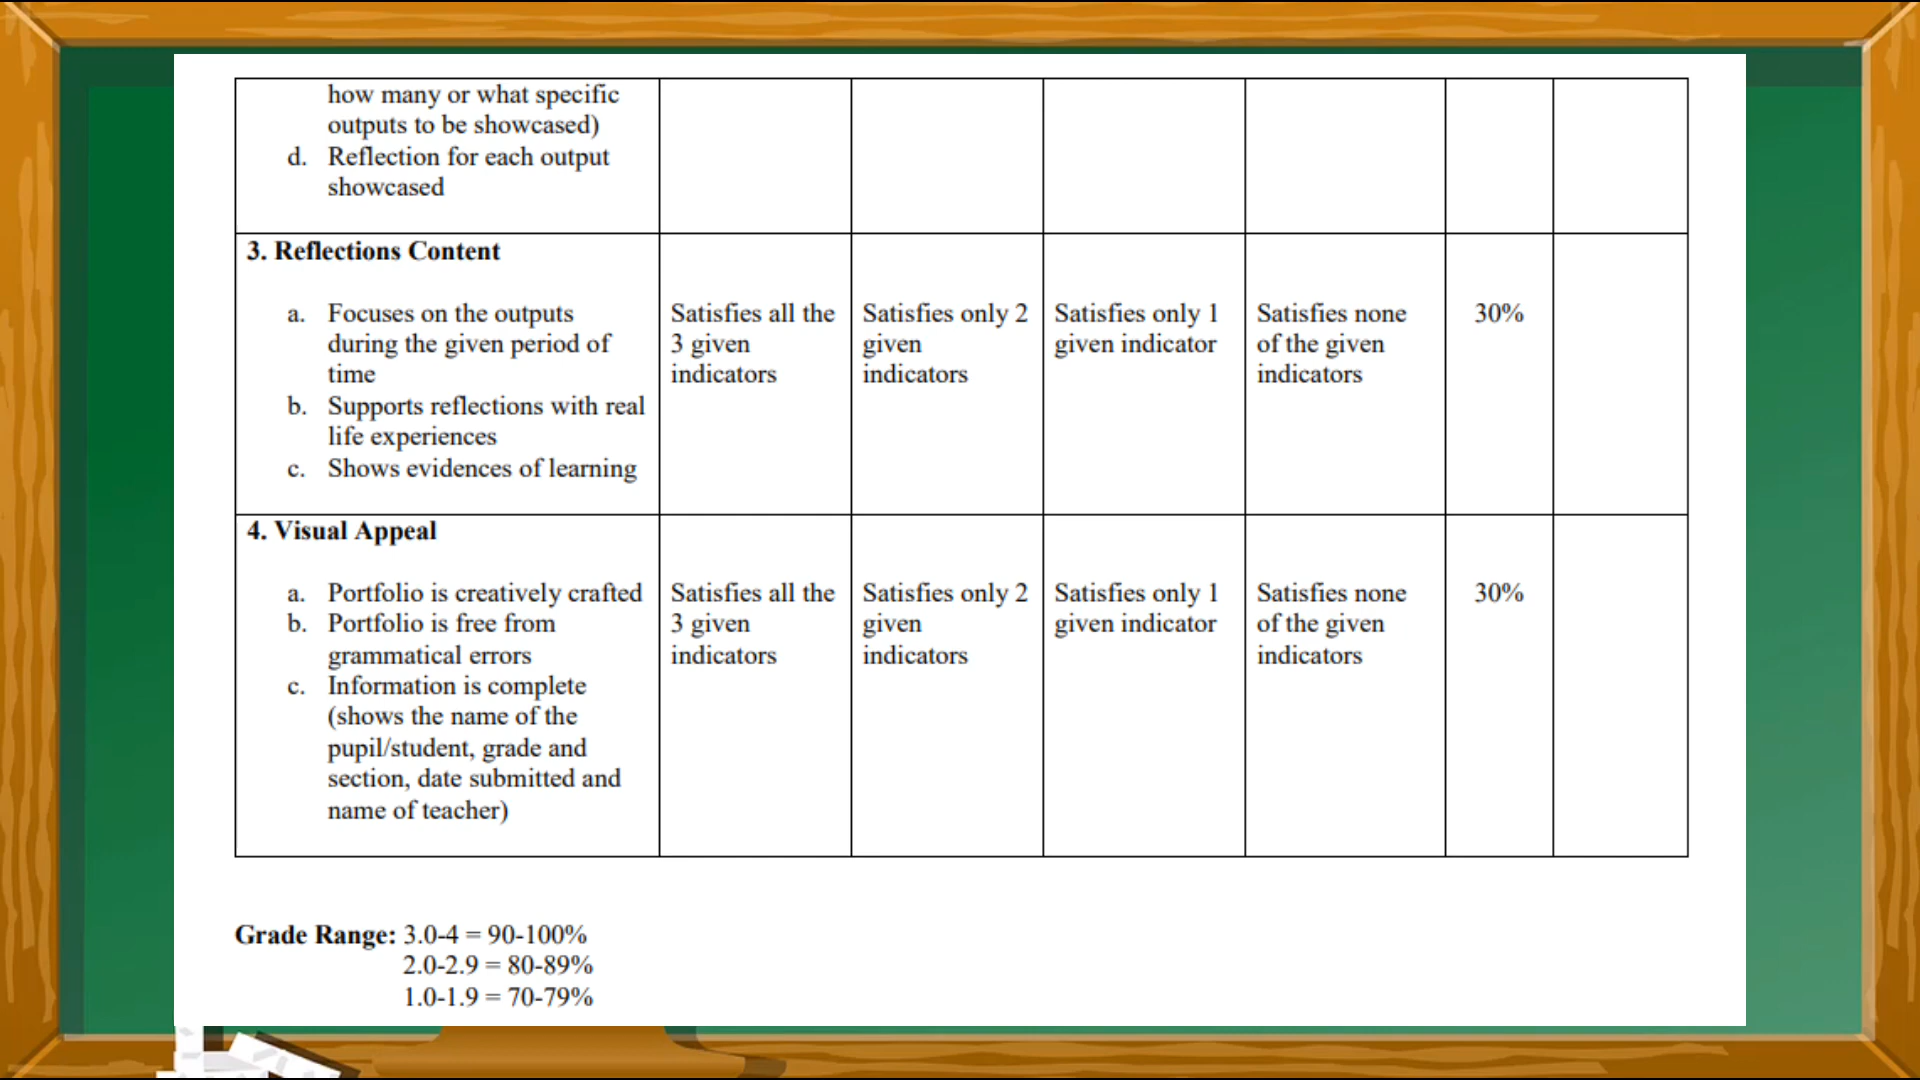 how many or what specific
outputs to be showcased)
d. Reflection for each output
showcased
3. Reflections Content
a. Focuses on the outputs
during the given period of
time
b. Supports reflections with real
life experiences
c. Shows evidences of learning
Satisfies all the
3 given
indicators
Satisfies only 2
given
indicators
Satisfies only 1
given indicator
Satisfies none
of the given
indicators
30%
4. Visual Appeal
a. Portfolio is creatively crafted
b. Portfolio is free from
grammatical errors
c. Information is complete
(shows the name of the
pupil/student, grade and
section, date submitted and
name of teacher)
Satisfies all the
3 given
indicators
Satisfies only 2
given
indicators
Satisfies only 1
given indicator
Satisfies none
of the given
indicators
30%
Grade Range: 3.0-4 = 90-100%
2.0-2.9 = 80-89%
1.0-1.9 = 70-79%